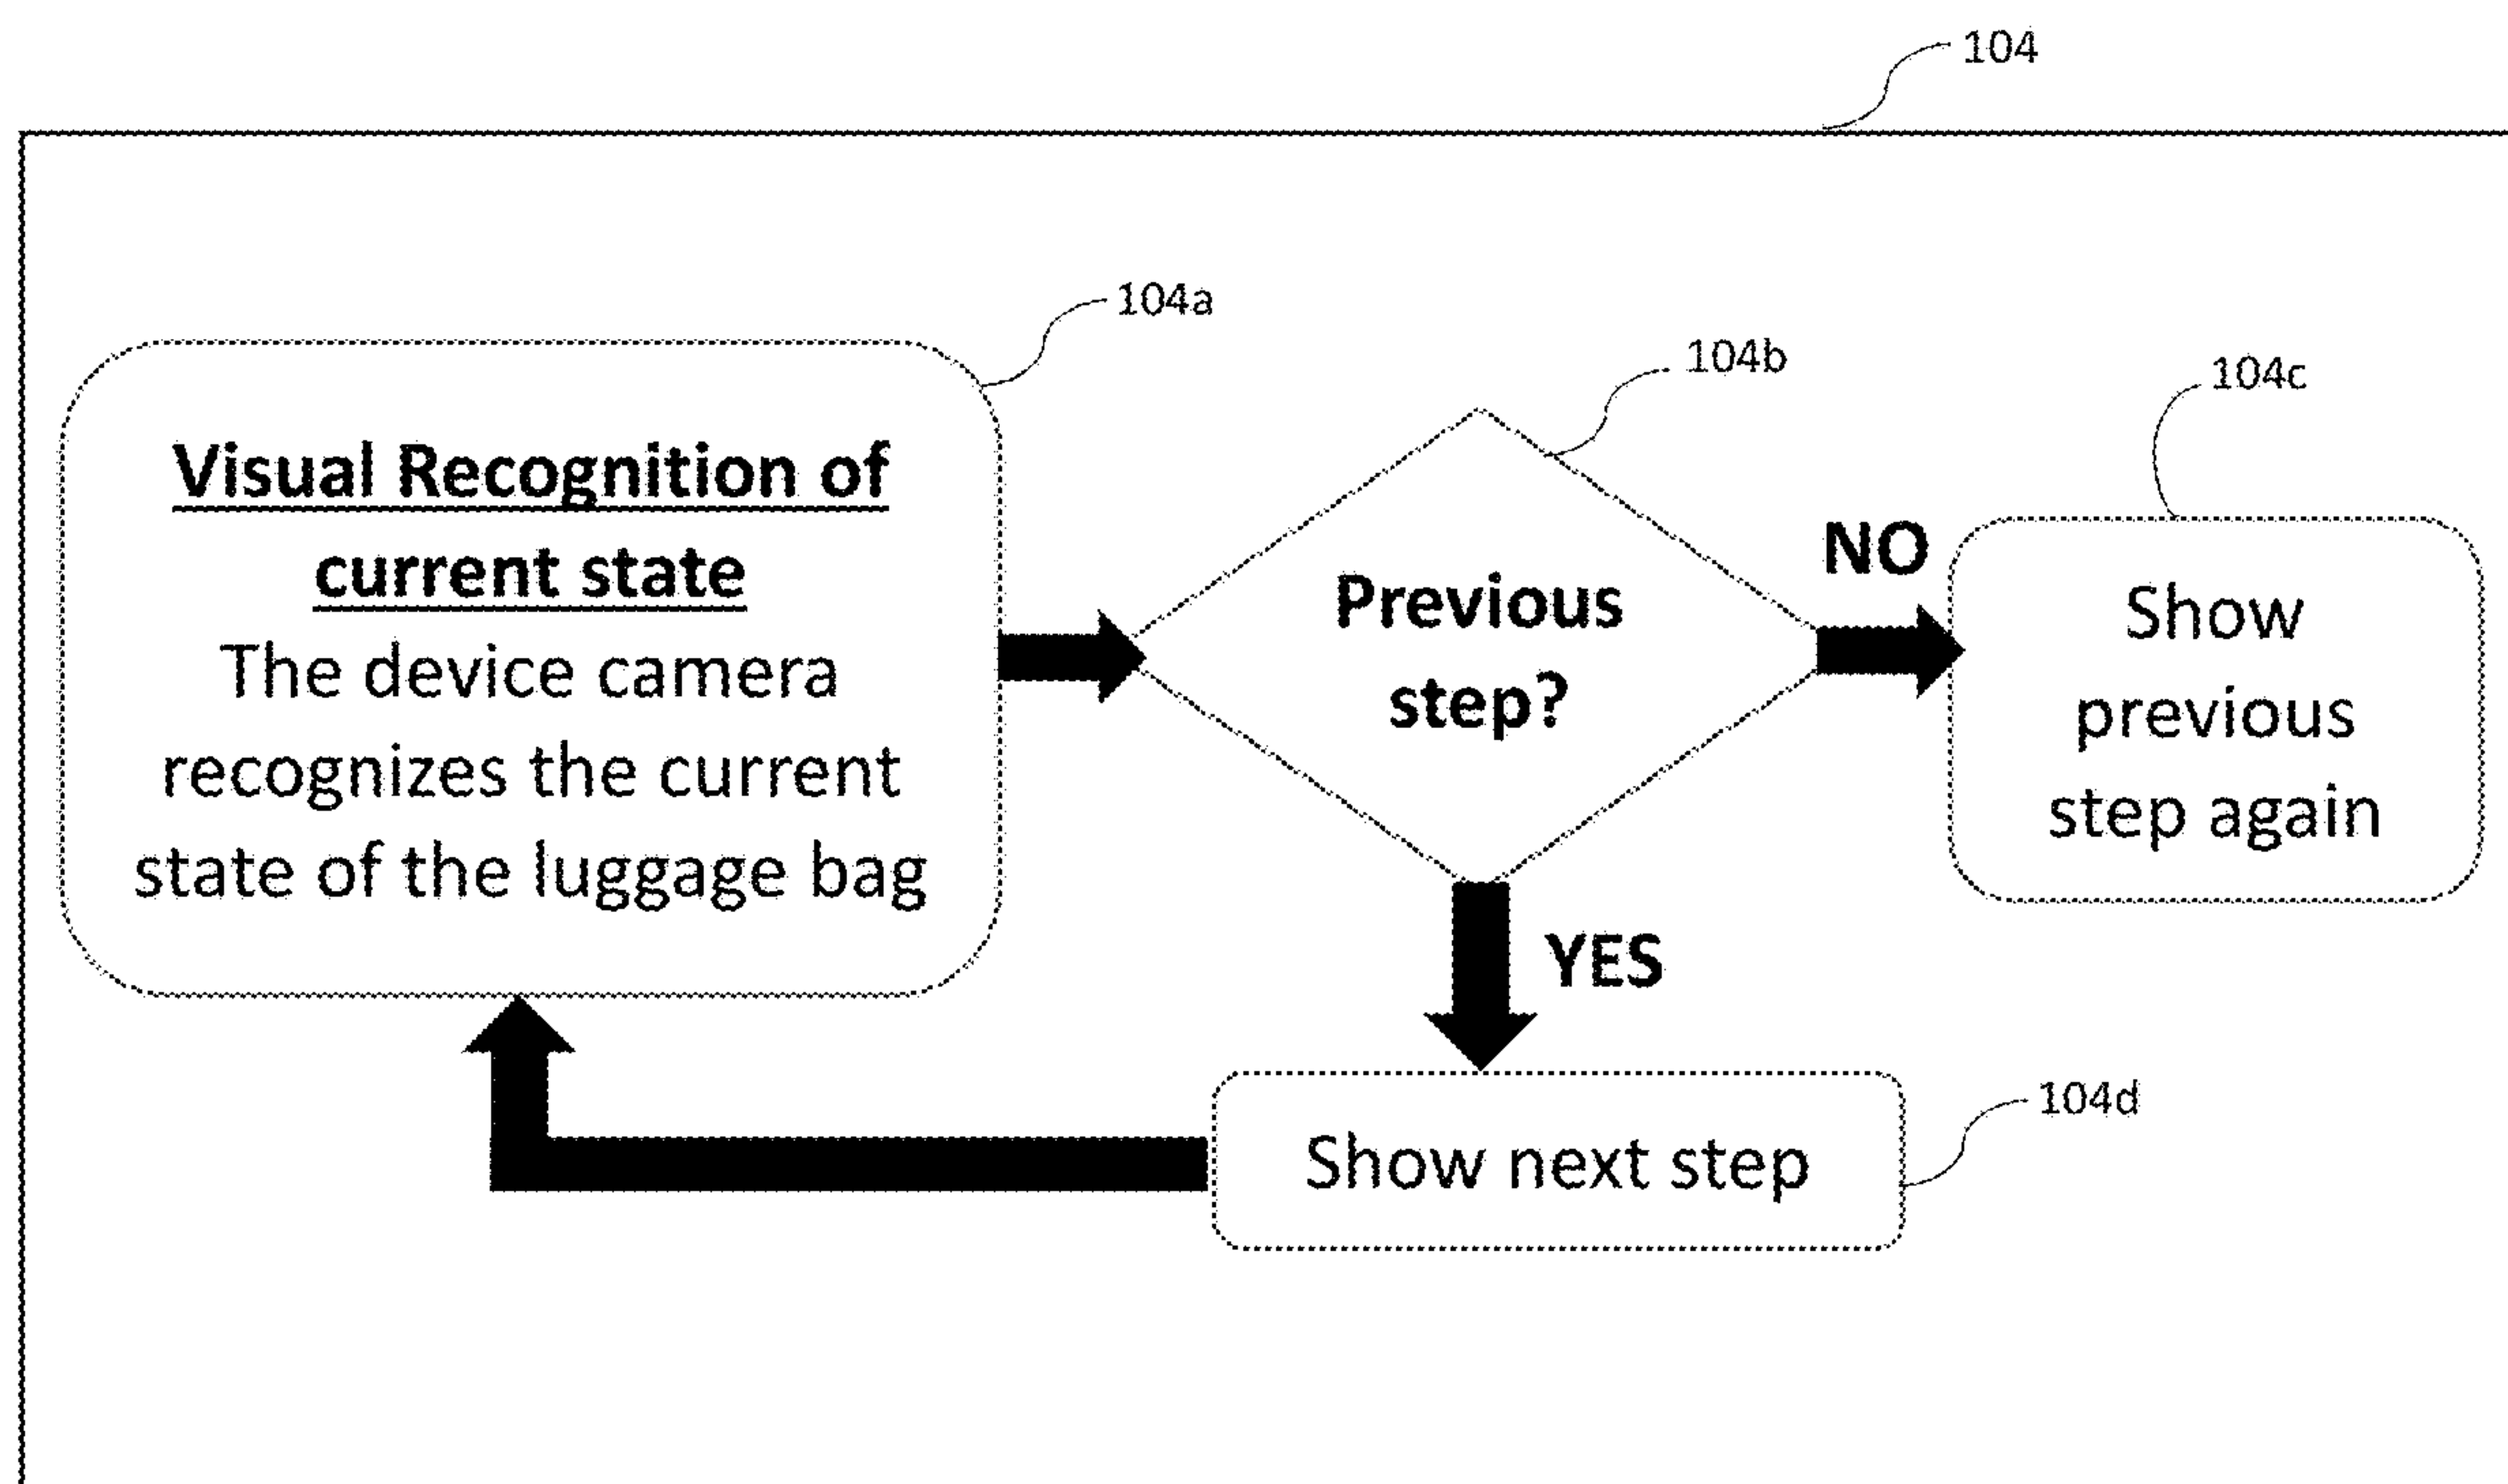 104
104a
Visual Recognition of
current state
The device camera
recognizes the current
state of the luggage bag
104b
Previous
step?
NO
104c
Show
previous
step again
YES
Show next step
104d